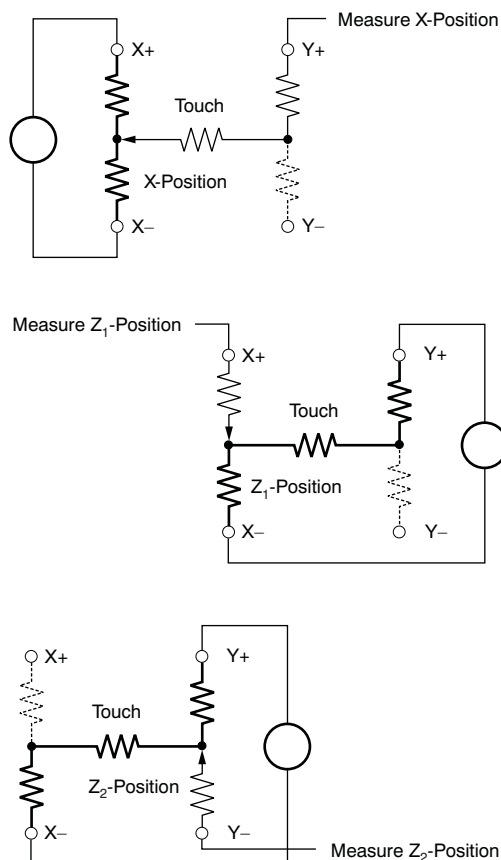 Measure X-Position
X+
Y+
Touch
X-Position
X–
Y–
Measure Z₁-Position
X+
Y+
Touch
Z₁-Position
X–
Y–
X+
Y+
Touch
Z₂-Position
X–
Y–
Measure Z₂-Position